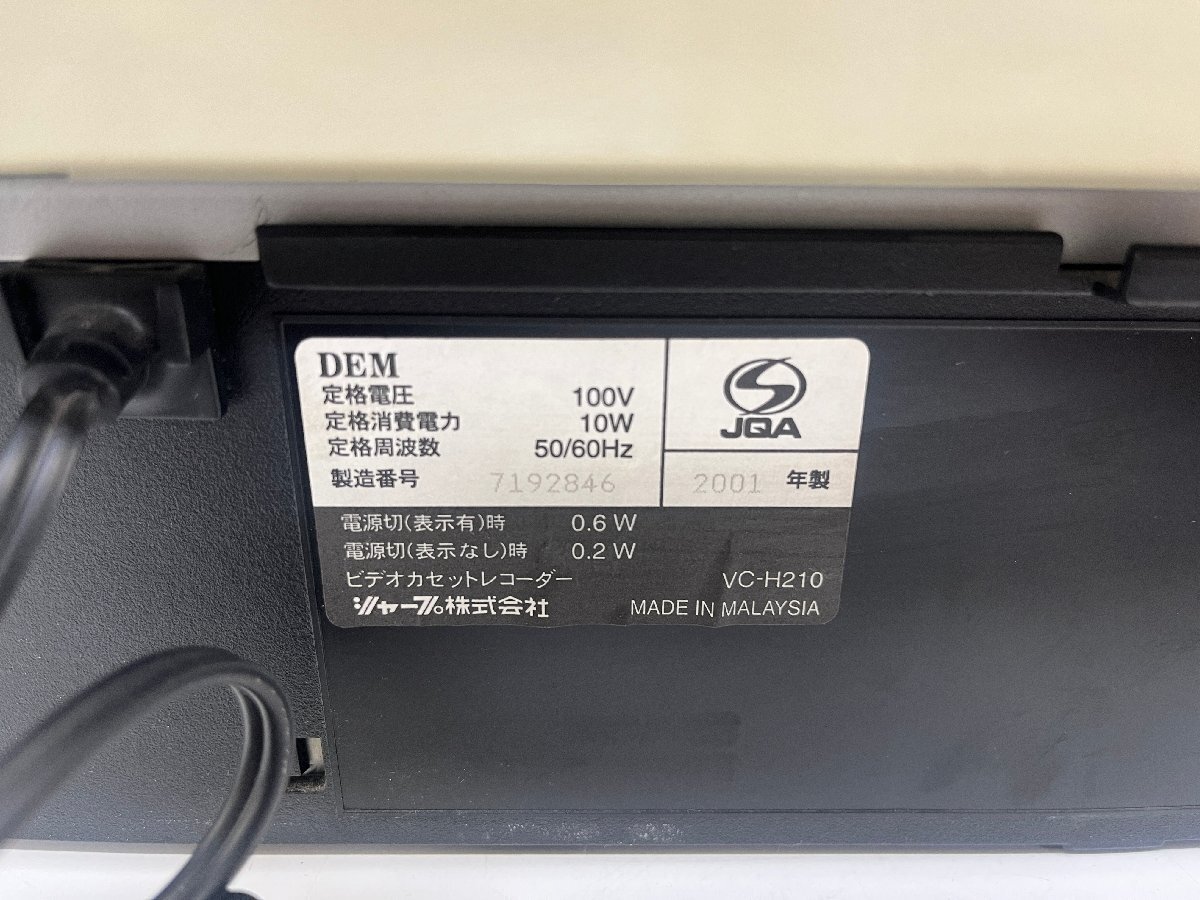 DEM
定格電圧 100V
定格消費電力 10W
定格周波数 50/60Hz
製造番号 7192846
JQA
2001 年製
電源切(表示有)時 0.6 W
電源切(表示なし)時 0.2 W
ビデオカセットレコーダー VC-H210
シャープ株式会社 MADE IN MALAYSIA